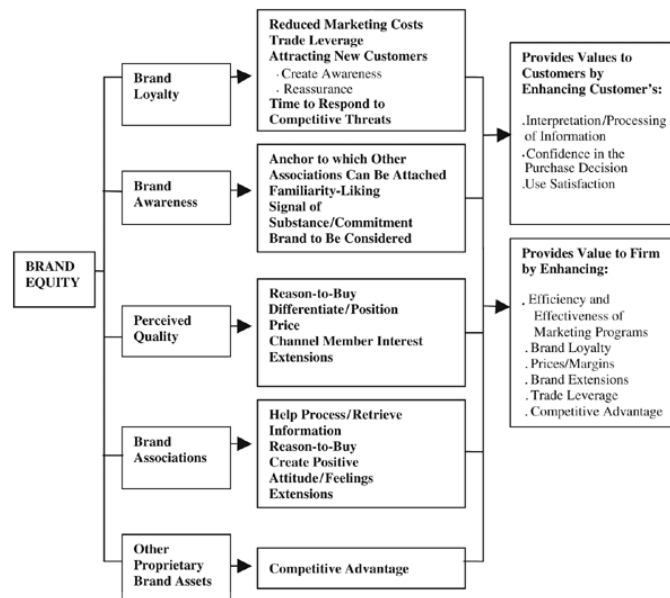 BRAND
EQUITY
Brand
Loyalty
Reduced Marketing Costs
Trade Leverage
Attracting New Customers
· Create Awareness
· Reassurance
Time to Respond to
Competitive Threats
Brand
Awareness
Anchor to which Other
Associations Can Be Attached
Familiarity-Liking
Signal of
Substance/Commitment
Brand to Be Considered
Perceived
Quality
Reason-to-Buy
Differentiate/Position
Price
Channel Member Interest
Extensions
Brand
Associations
Help Process/Retrieve
Information
Reason-to-Buy
Create Positive
Attitude/Feelings
Extensions
Other
Proprietary
Brand Assets
Competitive Advantage
Provides Values to
Customers by
Enhancing Customer's:
.Interpretation/Processing
of Information
.Confidence in the
Purchase Decision
.Use Satisfaction
Provides Value to Firm
by Enhancing:
. Efficiency and
Effectiveness of
Marketing Programs
. Brand Loyalty
. Prices/Margins
. Brand Extensions
. Trade Leverage
. Competitive Advantage